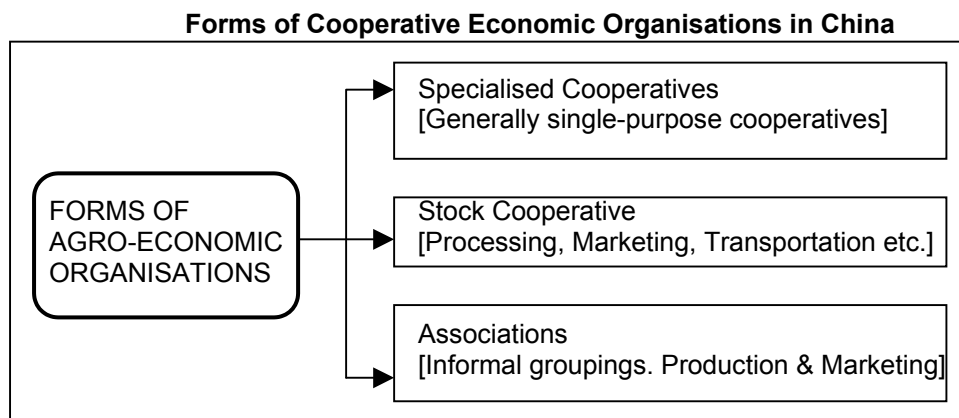 Forms of Cooperative Economic Organisations in China
FORMS OF
AGRO-ECONOMIC
ORGANISATIONS
Specialised Cooperatives
[Generally single-purpose cooperatives]
Stock Cooperative
[Processing, Marketing, Transportation etc.]
Associations
[Informal groupings. Production & Marketing]